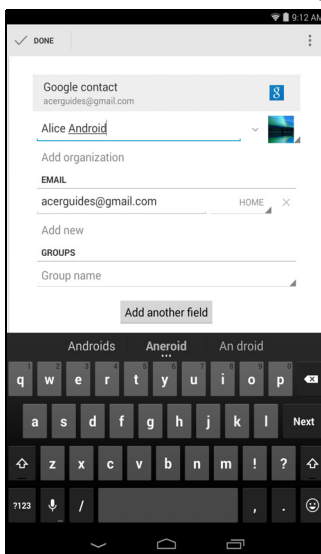 9:12 AM
DONE
Google contact
acerguides@gmail.com
8
Alice Android
Add organization
EMAIL
acerguides@gmail.com HOME
Add new
GROUPS
Group name
Add another field
Androids Aneroid An droid
1 2 3 4 5 6 7 8 9 0
q w e r t y u i o p
a s d f g h j k l Next
z x c v b n m ! ?
?123 / , .